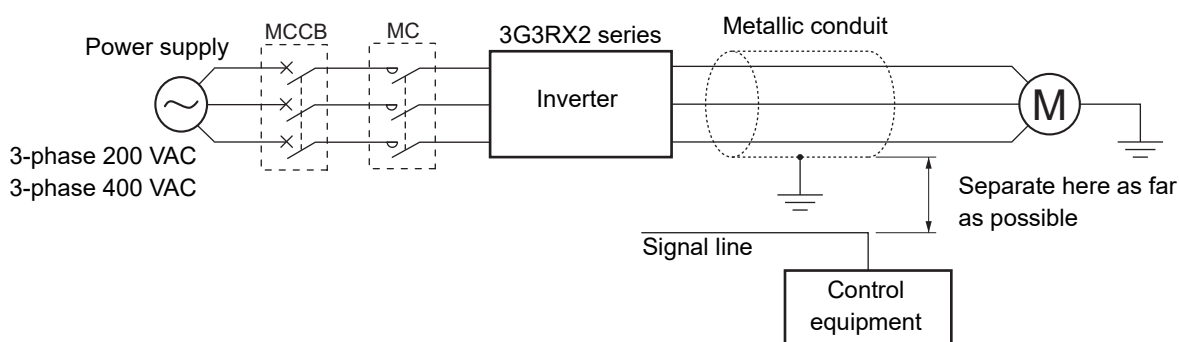 Power supply
MCCB
MC
3G3RX2 series
Metallic conduit
Inverter
M
3-phase 200 VAC
3-phase 400 VAC
Separate here as far
as possible
Signal line
Control
equipment